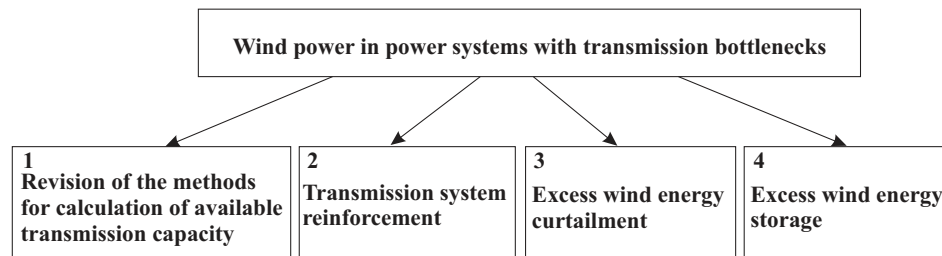 Wind power in power systems with transmission bottlenecks
1
Revision of the methods
for calculation of available
transmission capacity
2
Transmission system
reinforcement
3
Excess wind energy
curtailment
4
Excess wind energy
storage